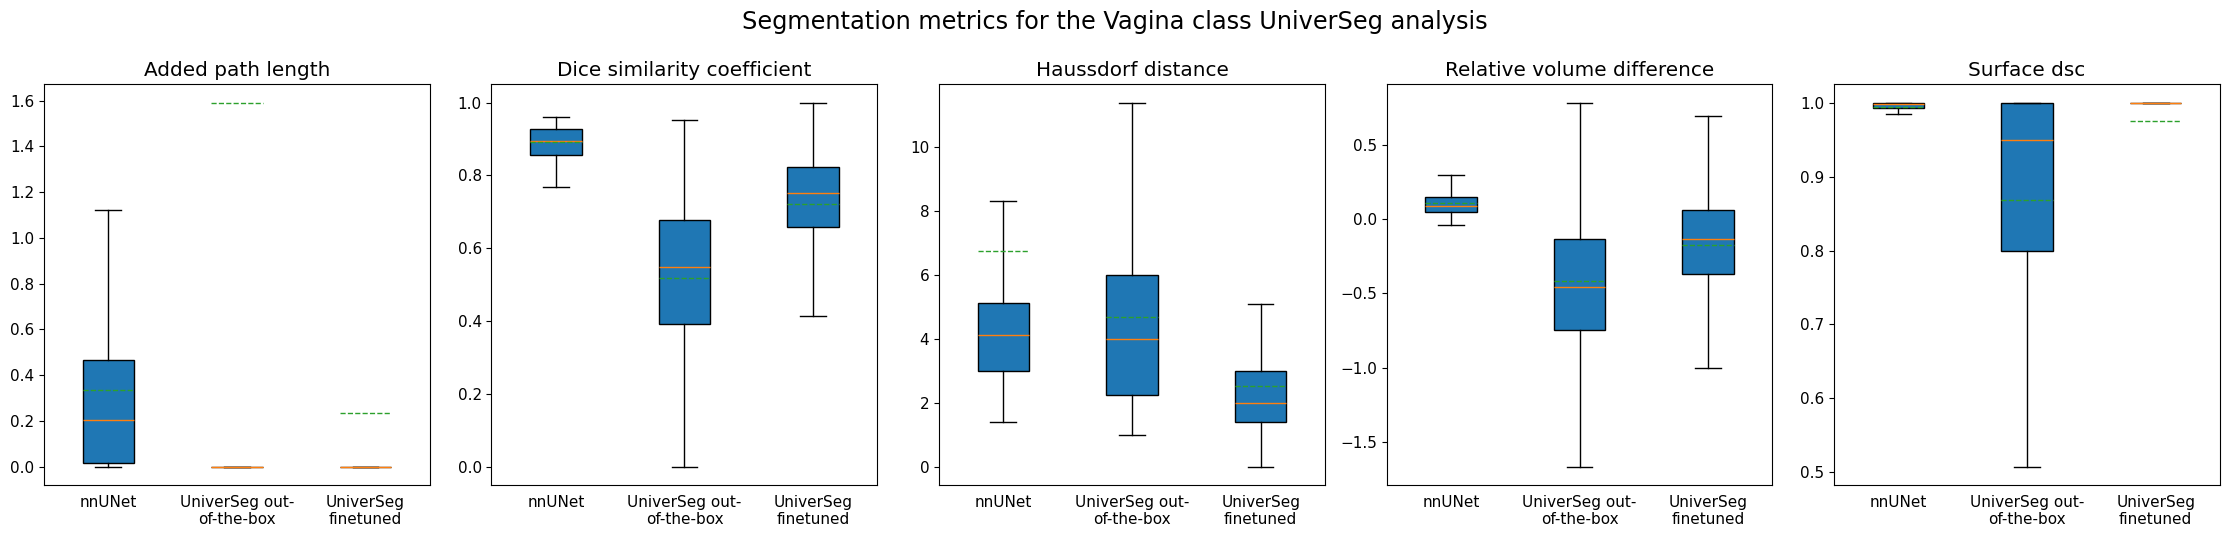 Segmentation metrics for the Vagina class UniverSeg analysis
Added path length
1.6
1.4
1.2
1.0
0.8
0.6
0.4
0.2
0.0
nnUNet
UniverSeg out-
of-the-box
UniverSeg
finetuned
Dice similarity coefficient
1.0
0.8
0.6
0.4
0.2
0.0
nnUNet
UniverSeg out-
of-the-box
UniverSeg
finetuned
Haussdorf distance
10
8
6
4
2
0
nnUNet
UniverSeg out-
of-the-box
UniverSeg
finetuned
Relative volume difference
0.5
0.0
−0.5
−1.0
−1.5
nnUNet
UniverSeg out-
of-the-box
UniverSeg
finetuned
Surface dsc
1.0
0.9
0.8
0.7
0.6
0.5
nnUNet
UniverSeg out-
of-the-box
UniverSeg
finetuned